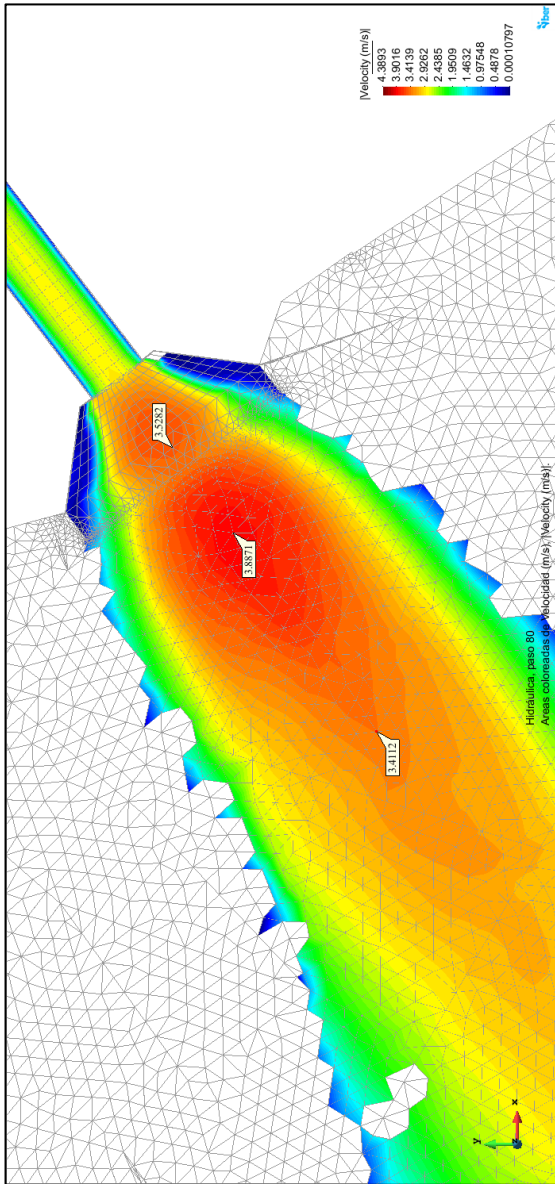 |Velocity (m/s)|
4.3893
3.9016
3.4139
2.9262
2.4385
1.9509
1.4632
0.97548
0.4878
0.00010797
3.5282
3.8871
3.4112
Hidráulica, paso 80
Areas coloreadas de Velocidad (m/s), |Velocity (m/s)|.
y
z
x
iber